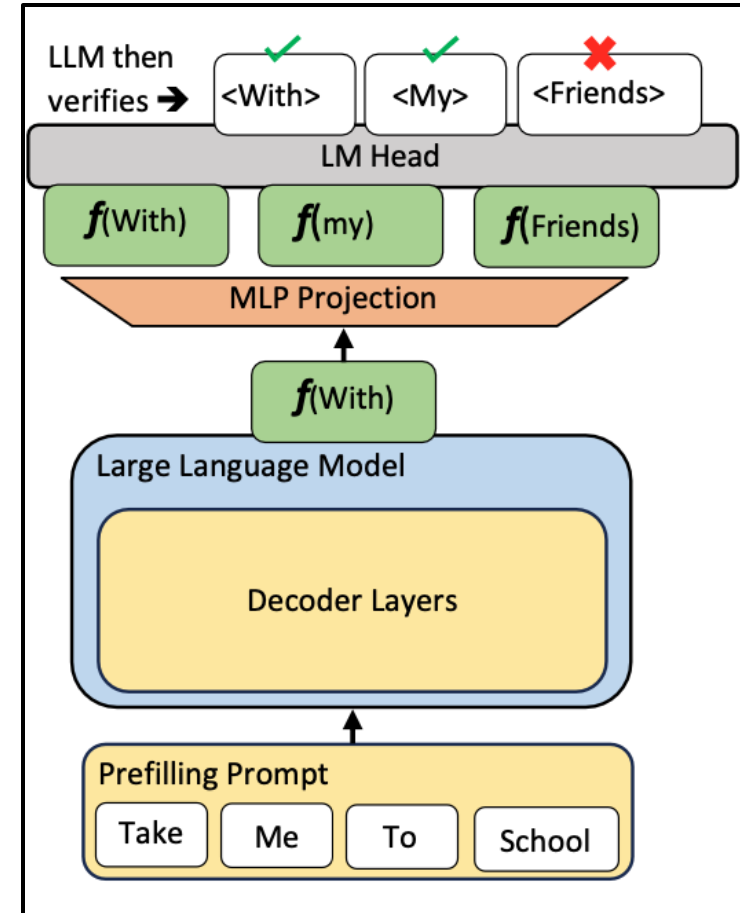 LLM then
verifies ➔ <With> <My> <Friends>
LM Head
f(With) f(my) f(Friends)
MLP Projection
f(With)
Large Language Model
Decoder Layers
Prefilling Prompt
Take Me To School